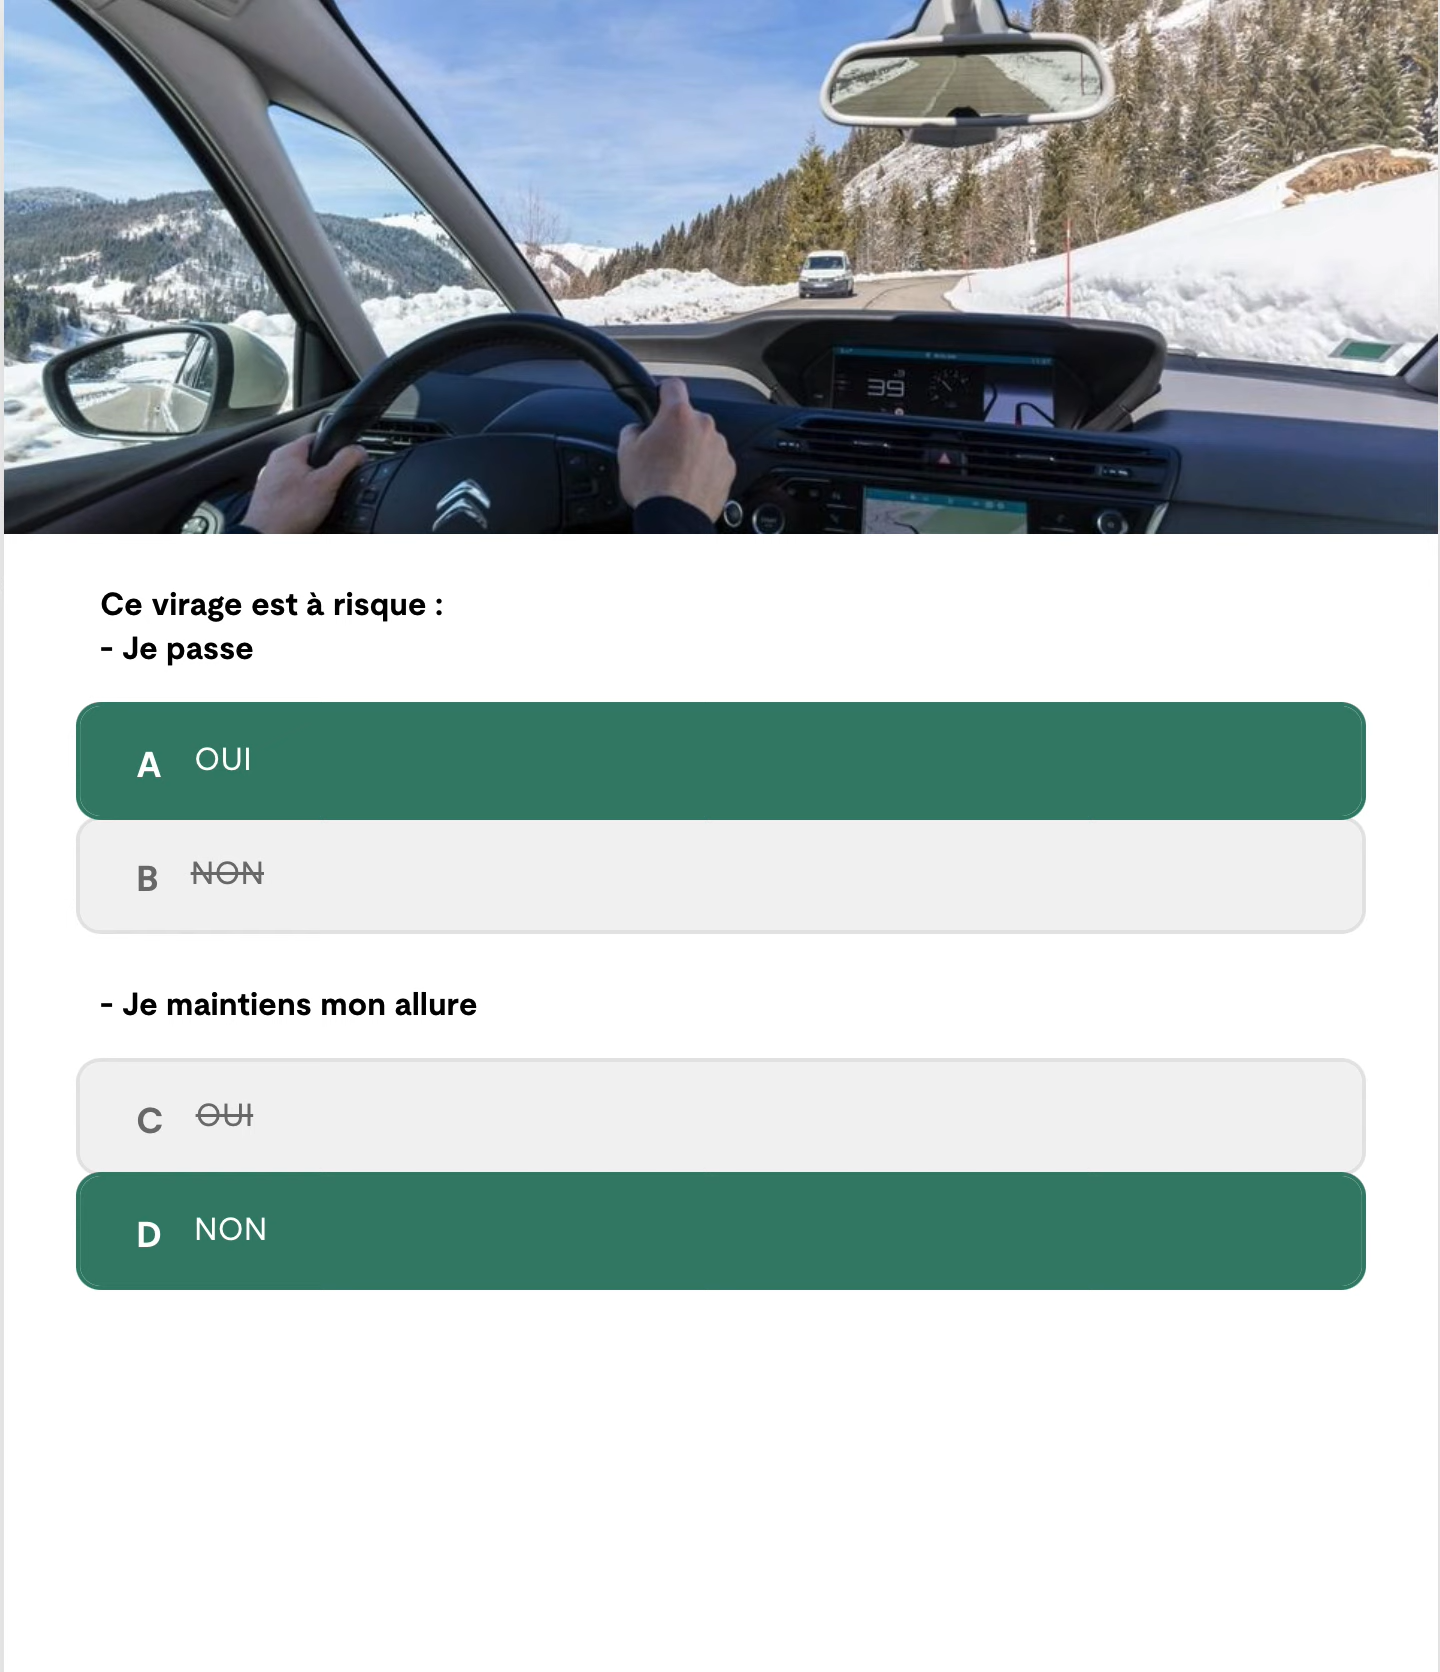 39
Ce virage est à risque :
- Je passe
A OUI
B NON
- Je maintiens mon allure
C OUI
D NON